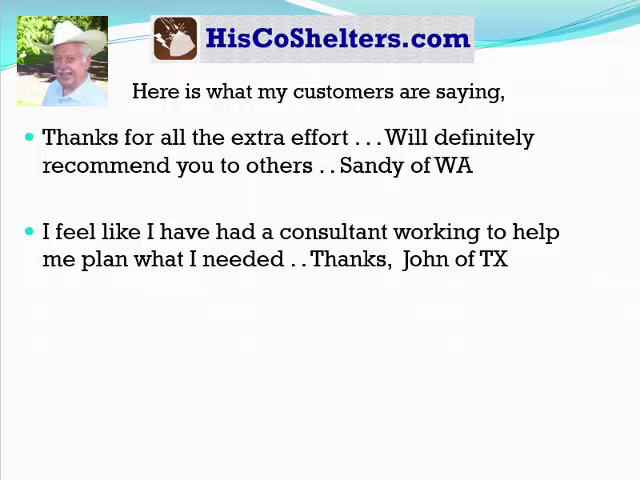 HisCoShelters.com
Here is what my customers are saying,
Thanks for all the extra effort . . . Will definitely
recommend you to others . . Sandy of WA
I feel like I have had a consultant working to help
me plan what I needed . . Thanks, John of TX